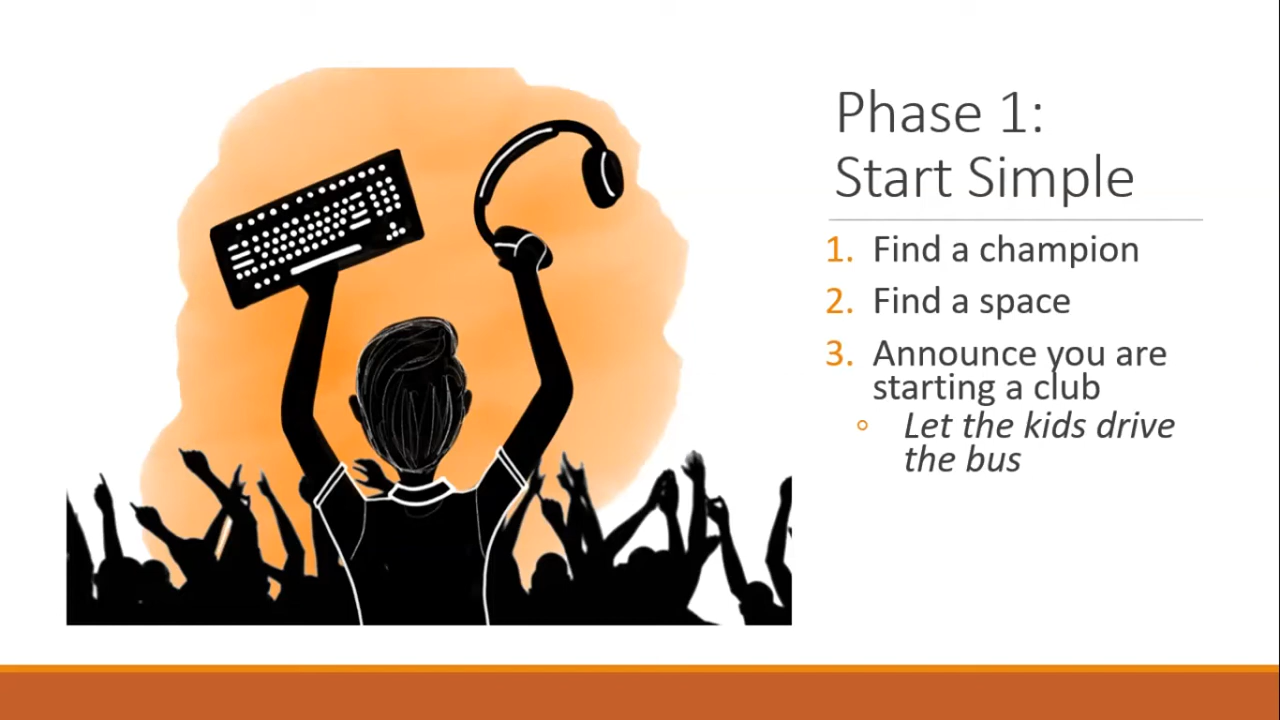 Phase 1:
Start Simple
1. Find a champion
2. Find a space
3. Announce you are
starting a club
◦ Let the kids drive
the bus